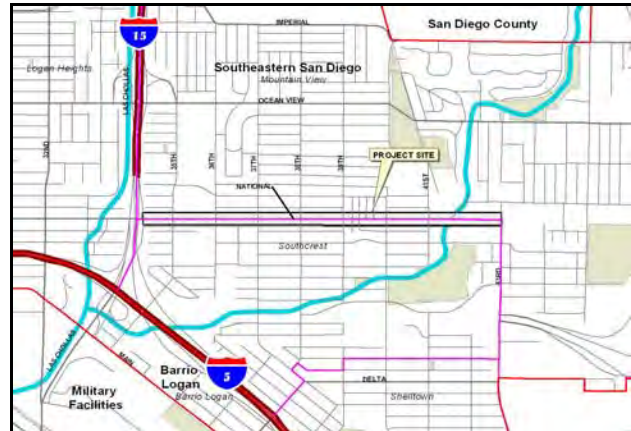 IMPERIAL
San Diego County
15
Logan Heights
LAS CHOLLAS
Southeastern San Diego
Mountain View
OCEAN VIEW
32ND
35TH
36TH
37TH
38TH
39TH
41ST
PROJECT SITE
NATIONAL
Southcrest
43RD
LAS CHOLLAS
MAIN
Barrio
Logan
Barrio Logan
5
DELTA
Shelltown
Military
Facilities